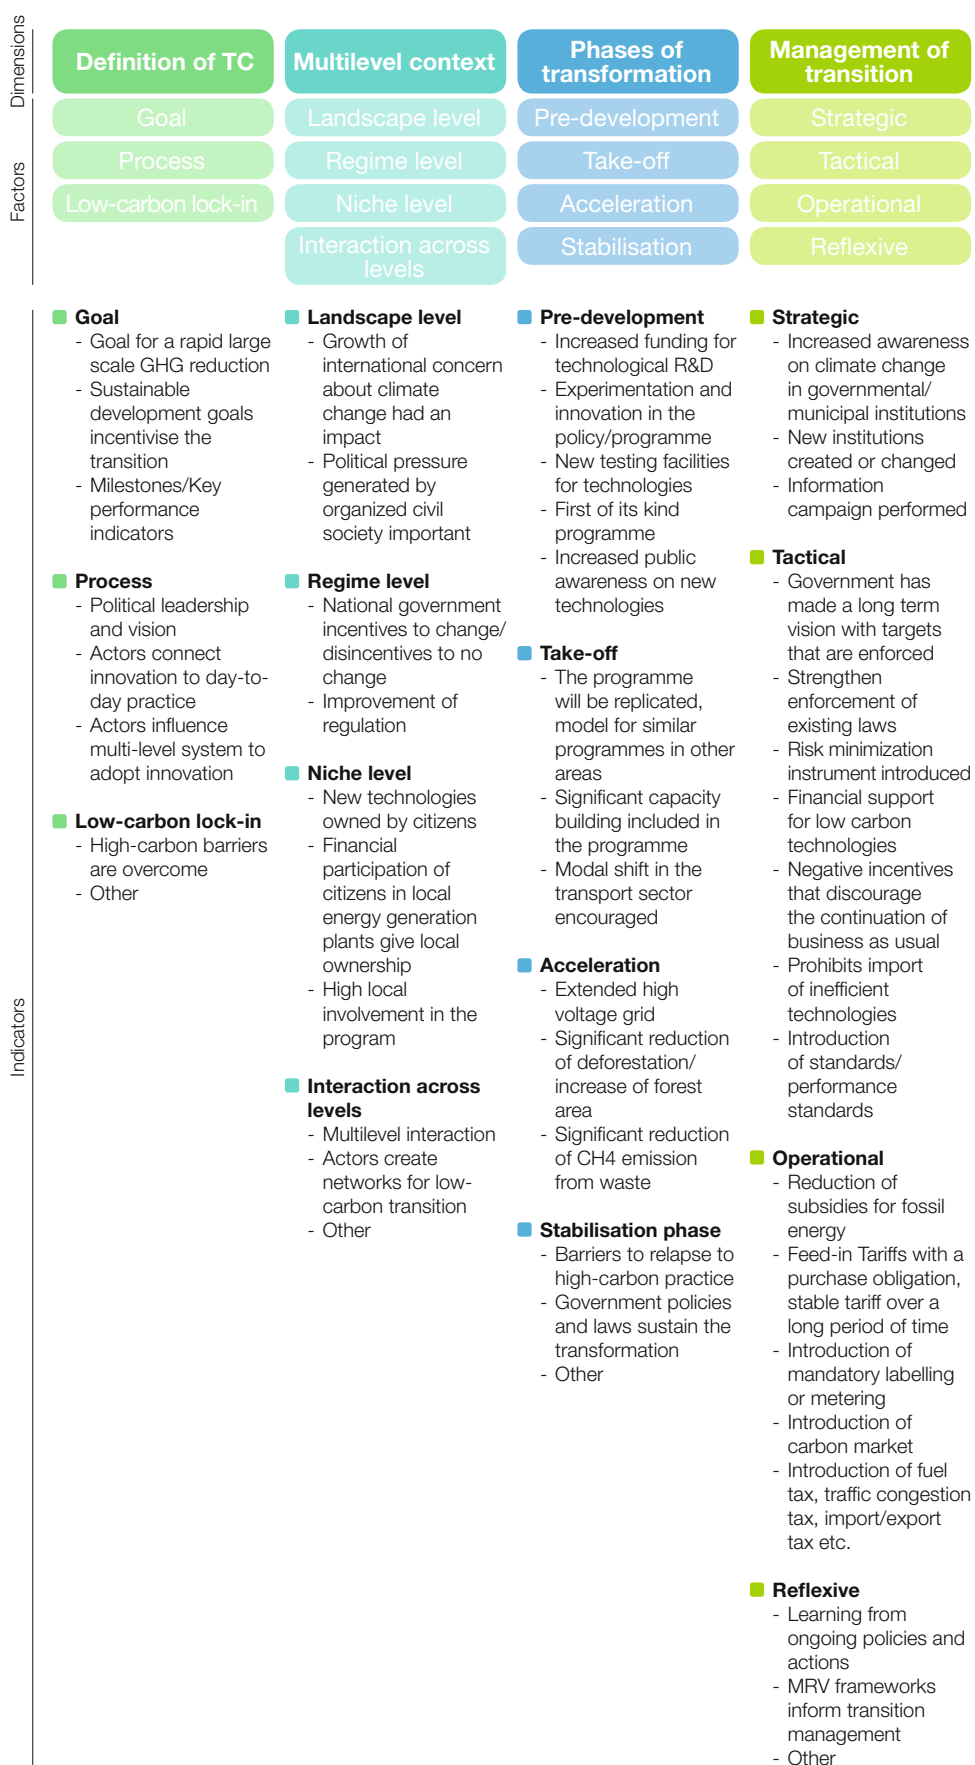 Dimensions
Definition of TC
Multilevel context
Phases of
transformation
Management of
transition
Factors
Goal
Process
Low-carbon lock-in
Landscape level
Regime level
Niche level
Interaction across
levels
Pre-development
Take-off
Acceleration
Stabilisation
Strategic
Tactical
Operational
Reflexive
Indicators
Goal
- Goal for a rapid large
scale GHG reduction
- Sustainable
development goals
incentivise the
transition
- Milestones/Key
performance
indicators
Process
- Political leadership
and vision
- Actors connect
innovation to day-to-
day practice
- Actors influence
multi-level system to
adopt innovation
Low-carbon lock-in
- High-carbon barriers
are overcome
- Other
Landscape level
- Growth of
international concern
about climate
change had an
impact
- Political pressure
generated by
organized civil
society important
Regime level
- National government
incentives to change/
disincentives to no
change
- Improvement of
regulation
Niche level
- New technologies
owned by citizens
- Financial
participation of
citizens in local
energy generation
plants give local
ownership
- High local
involvement in the
program
Interaction across
levels
- Multilevel interaction
- Actors create
networks for low-
carbon transition
- Other
Pre-development
- Increased funding for
technological R&D
- Experimentation and
innovation in the
policy/programme
- New testing facilities
for technologies
- First of its kind
programme
- Increased public
awareness on new
technologies
Take-off
- The programme
will be replicated,
model for similar
programmes in other
areas
- Significant capacity
building included in
the programme
- Modal shift in the
transport sector
encouraged
Acceleration
- Extended high
voltage grid
- Significant reduction
of deforestation/
increase of forest
area
- Significant reduction
of CH4 emission
from waste
Stabilisation phase
- Barriers to relapse to
high-carbon practice
- Government policies
and laws sustain the
transformation
- Other
Strategic
- Increased awareness
on climate change
in governmental/
municipal institutions
- New institutions
created or changed
- Information
campaign performed
Tactical
- Government has
made a long term
vision with targets
that are enforced
- Strengthen
enforcement of
existing laws
- Risk minimization
instrument introduced
- Financial support
for low carbon
technologies
- Negative incentives
that discourage
the continuation of
business as usual
- Prohibits import
of inefficient
technologies
- Introduction
of standards/
performance
standards
Operational
- Reduction of
subsidies for fossil
energy
- Feed-in Tariffs with a
purchase obligation,
stable tariff over a
long period of time
- Introduction of
mandatory labelling
or metering
- Introduction of
carbon market
- Introduction of fuel
tax, traffic congestion
tax, import/export
tax etc.
Reflexive
- Learning from
ongoing policies and
actions
- MRV frameworks
inform transition
management
- Other